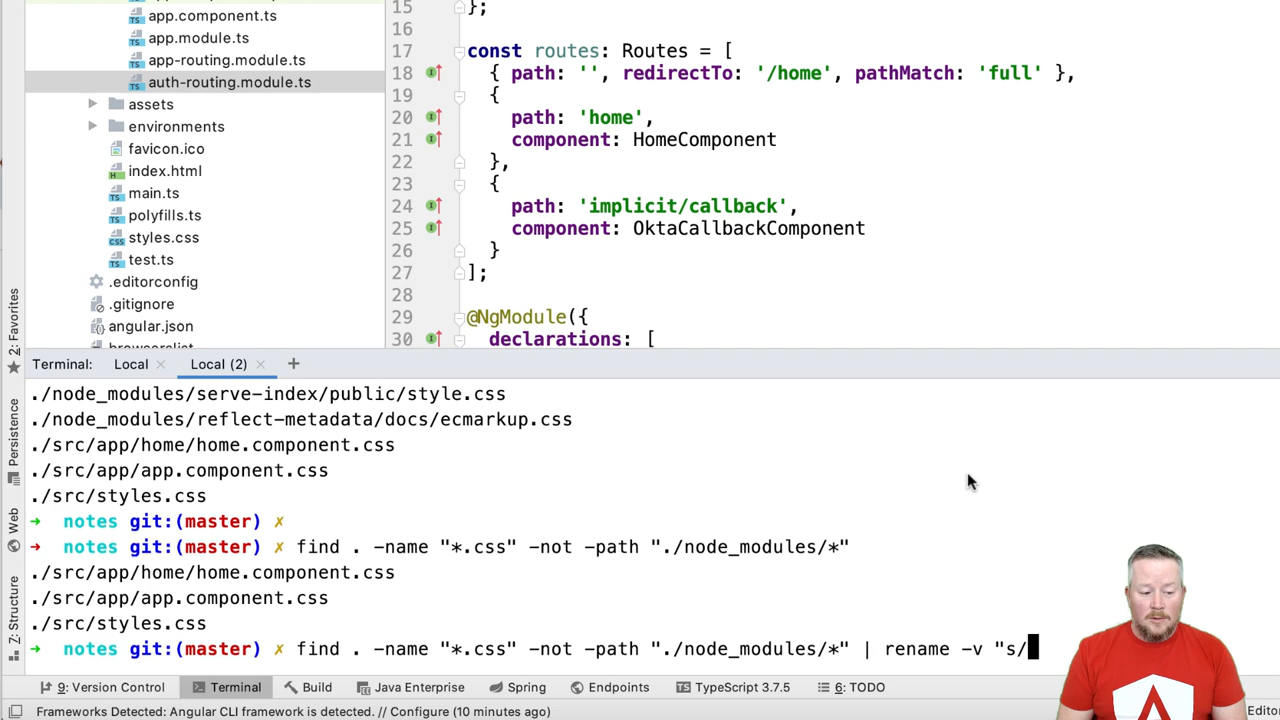 app.component.ts
app.module.ts
app-routing.module.ts
auth-routing.module.ts
assets
environments
favicon.ico
index.html
main.ts
polyfills.ts
styles.css
test.ts
.editorconfig
.gitignore
angular.json
browserslist
15 };
16
17 const routes: Routes = [
18 { path: '', redirectTo: '/home', pathMatch: 'full' },
19 {
20 path: 'home',
21 component: HomeComponent
22 },
23 {
24 path: 'implicit/callback',
25 component: OktaCallbackComponent
26 }
27 ];
28
29 @NgModule({
30 declarations: [
2: Favorites
Persistence
Web
Z: Structure
Terminal: Local × Local (2) × +
./node_modules/serve-index/public/style.css
./node_modules/reflect-metadata/docs/ecmarkup.css
./src/app/home/home.component.css
./src/app/app.component.css
./src/styles.css
→ notes git:(master) ✗
→ notes git:(master) ✗ find . -name "*.css" -not -path "./node_modules/*"
./src/app/home/home.component.css
./src/app/app.component.css
./src/styles.css
→ notes git:(master) ✗ find . -name "*.css" -not -path "./node_modules/*" | rename -v "s/
9: Version Control Terminal Build Java Enterprise Spring Endpoints TypeScript 3.7.5 6: TODO
Frameworks Detected: Angular CLI framework is detected. // Configure (10 minutes ago)